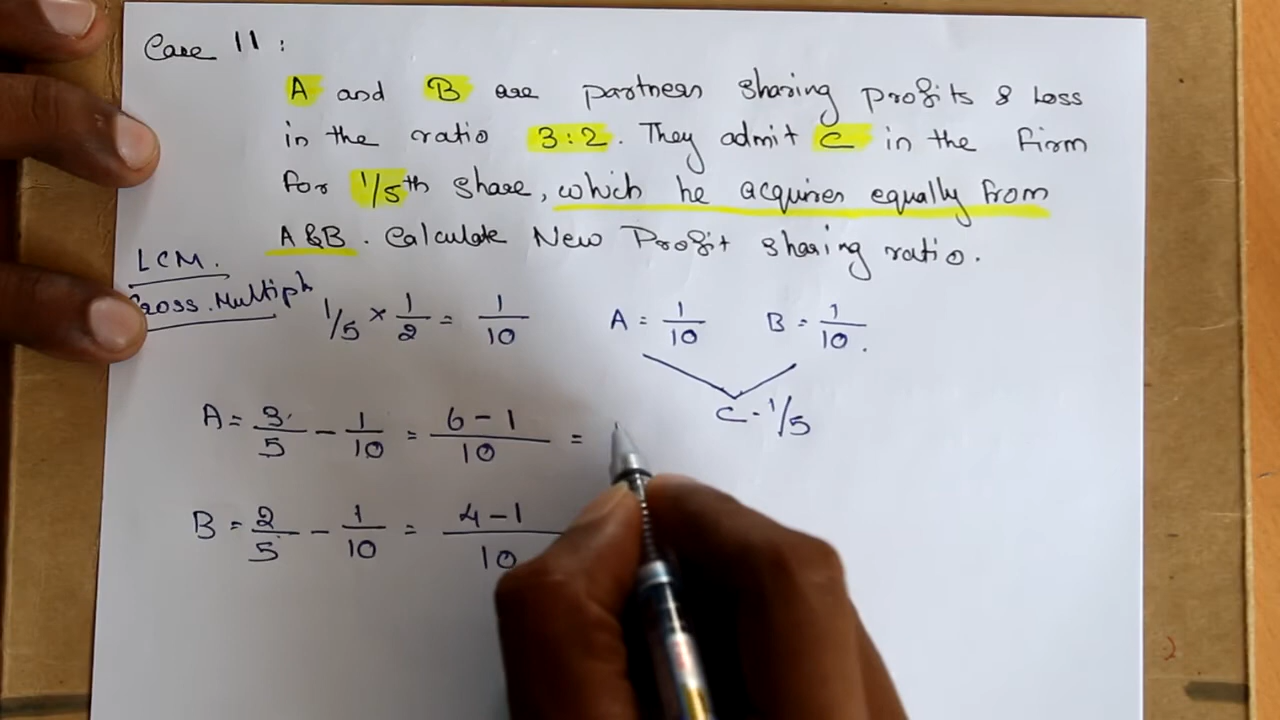 Case 11 :
A and B are partners sharing profits & Loss
in the ratio 3:2. They admit C in the Firm
for 1/5th share, which he acquires equally from
A & B. Calculate New Profit sharing ratio.
LCM.
Cross.Multiph
1/5 × 1/2 = 1/10 A = 1/10 B = 1/10.
C - 1/5
A = 3/5 - 1/10 = 6-1/10 =
B = 2/5 - 1/10 = 4-1/10